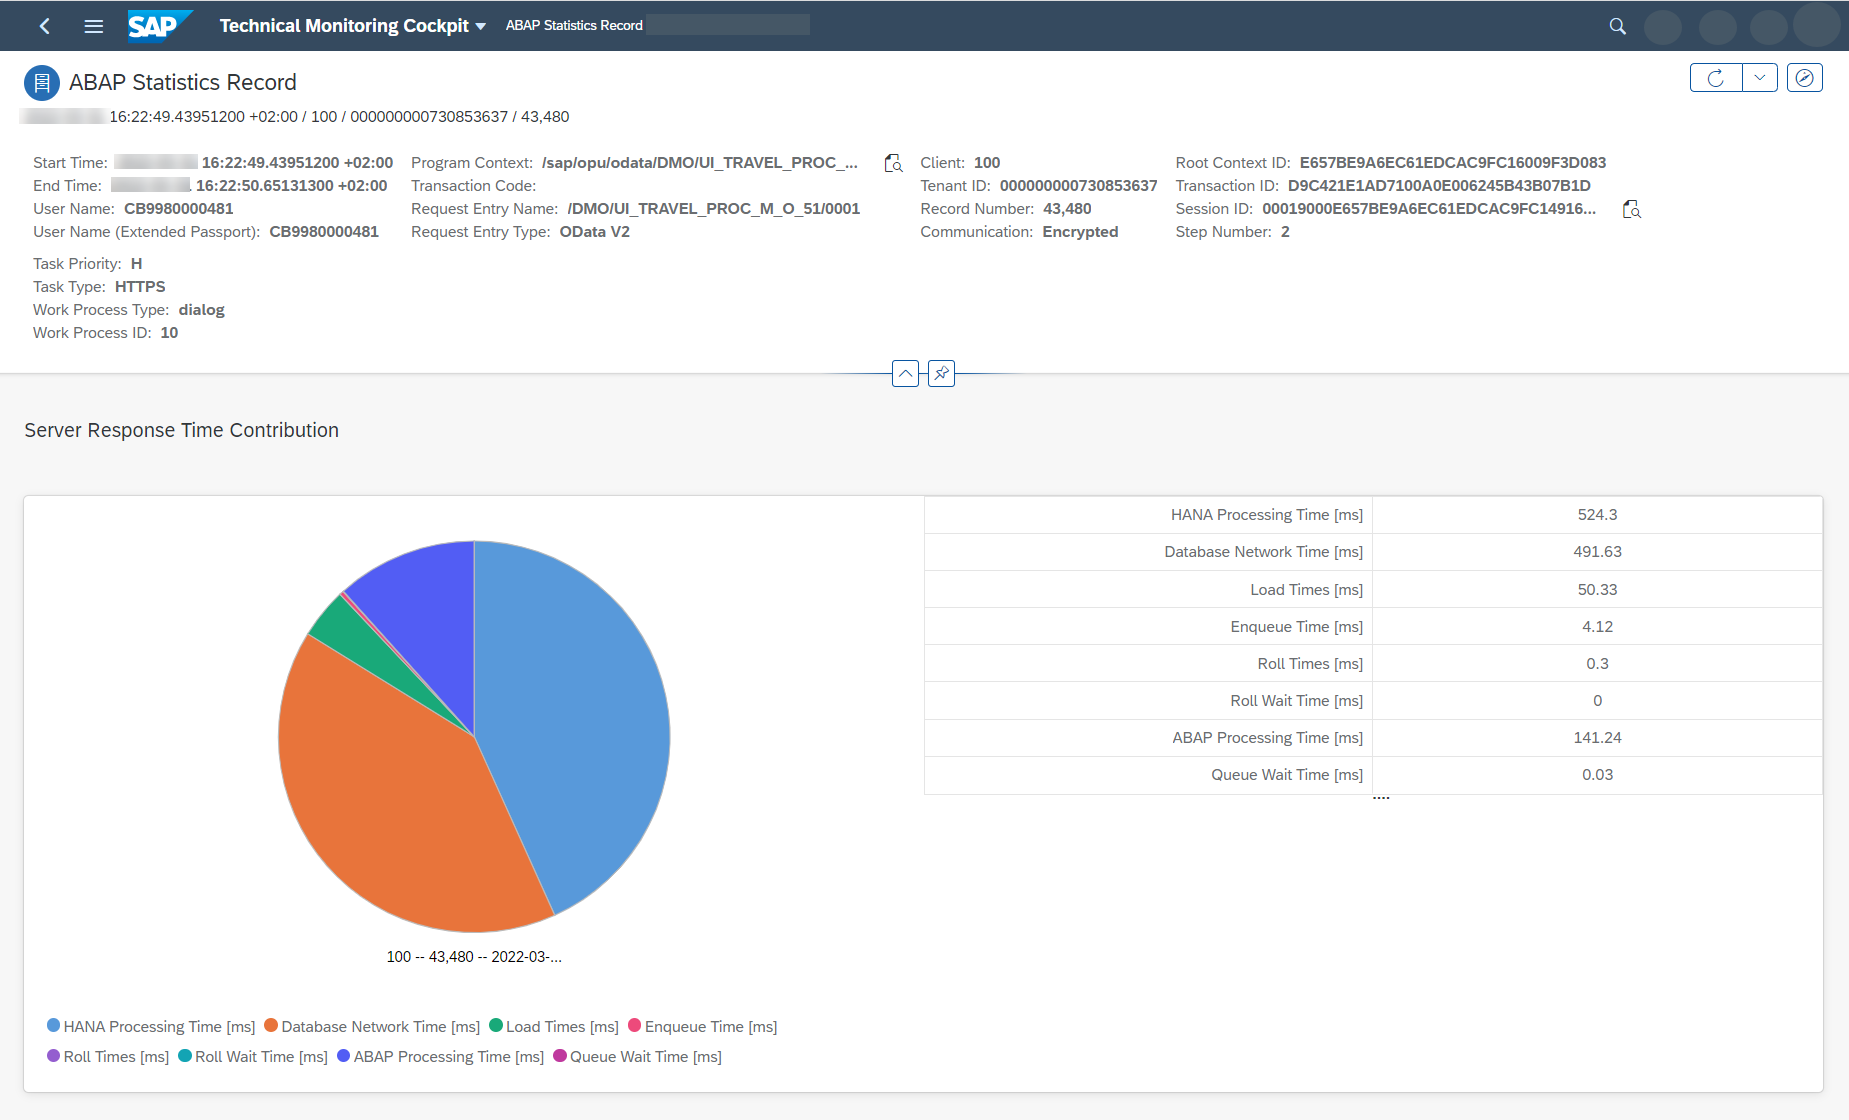 SAP Technical Monitoring Cockpit ABAP Statistics Record
ABAP Statistics Record
16:22:49.43951200 +02:00 / 100 / 000000000730853637 / 43,480
Start Time: 16:22:49.43951200 +02:00
End Time: 16:22:50.65131300 +02:00
User Name: CB9980000481
User Name (Extended Passport): CB9980000481
Program Context: /sap/opu/odata/DMO/UI_TRAVEL_PROC_...
Transaction Code:
Request Entry Name: /DMO/UI_TRAVEL_PROC_M_O_51/0001
Request Entry Type: OData V2
Client: 100
Tenant ID: 000000000730853637
Record Number: 43,480
Communication: Encrypted
Root Context ID: E657BE9A6EC61EDCAC9FC16009F3D083
Transaction ID: D9C421E1AD7100A0E006245B43B07B1D
Session ID: 00019000E657BE9A6EC61EDCAC9FC14916...
Step Number: 2
Task Priority: H
Task Type: HTTPS
Work Process Type: dialog
Work Process ID: 10
Server Response Time Contribution
HANA Processing Time [ms] 524.3
Database Network Time [ms] 491.63
Load Times [ms] 50.33
Enqueue Time [ms] 4.12
Roll Times [ms] 0.3
Roll Wait Time [ms] 0
ABAP Processing Time [ms] 141.24
Queue Wait Time [ms] 0.03
....
100 -- 43,480 -- 2022-03-...
HANA Processing Time [ms] Database Network Time [ms] Load Times [ms] Enqueue Time [ms]
Roll Times [ms] Roll Wait Time [ms] ABAP Processing Time [ms] Queue Wait Time [ms]